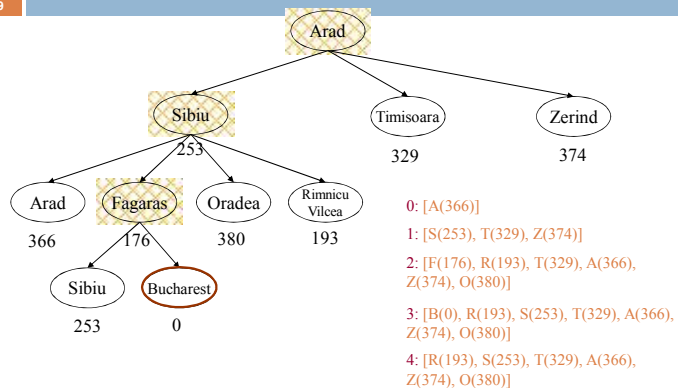 9
Arad
Sibiu
253
Timisoara
329
Zerind
374
Arad
366
Fagaras
176
Oradea
380
Rimnicu
Vilcea
193
Sibiu
253
Bucharest
0
0: [A(366)]
1: [S(253), T(329), Z(374)]
2: [F(176), R(193), T(329), A(366),
Z(374), O(380)]
3: [B(0), R(193), S(253), T(329), A(366),
Z(374), O(380)]
4: [R(193), S(253), T(329), A(366),
Z(374), O(380)]